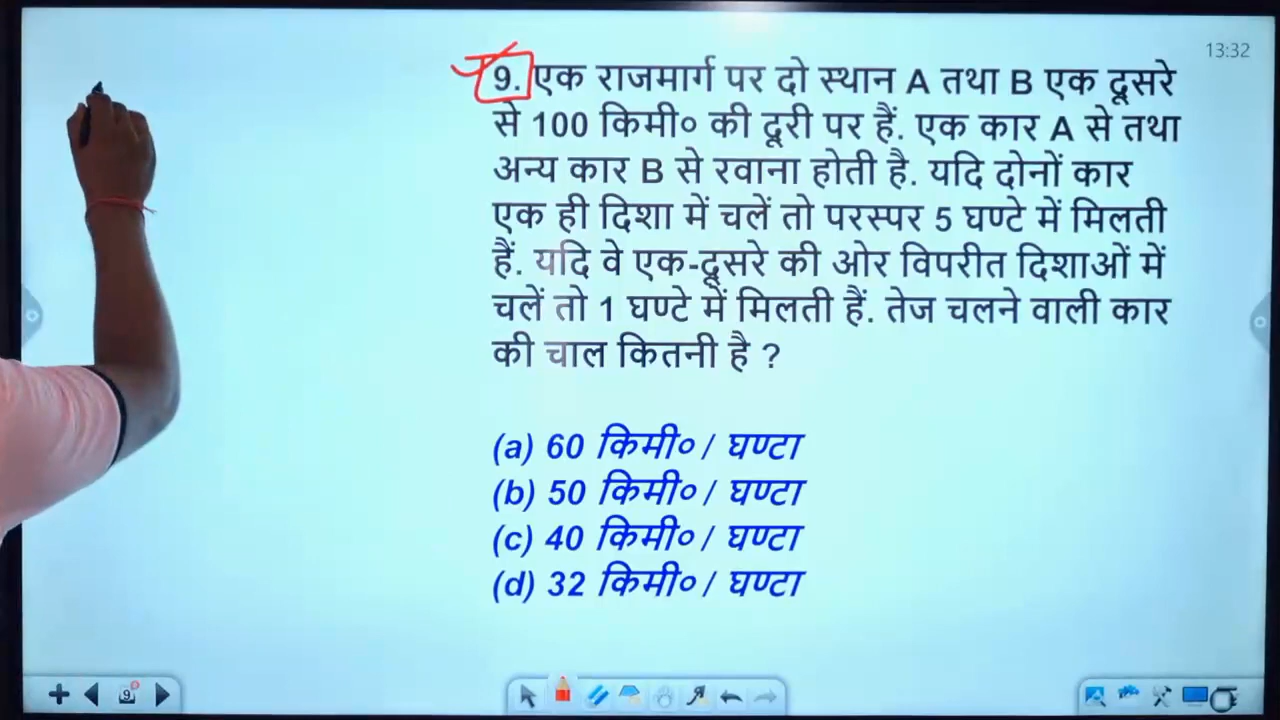 13:32
9. एक राजमार्ग पर दो स्थान A तथा B एक दूसरे
से 100 किमी० की दूरी पर हैं. एक कार A से तथा
अन्य कार B से रवाना होती है. यदि दोनों कार
एक ही दिशा में चलें तो परस्पर 5 घण्टे में मिलती
हैं. यदि वे एक-दूसरे की ओर विपरीत दिशाओं में
चलें तो 1 घण्टे में मिलती हैं. तेज चलने वाली कार
की चाल कितनी है ?
(a) 60 किमी० / घण्टा
(b) 50 किमी० / घण्टा
(c) 40 किमी० / घण्टा
(d) 32 किमी० / घण्टा
9